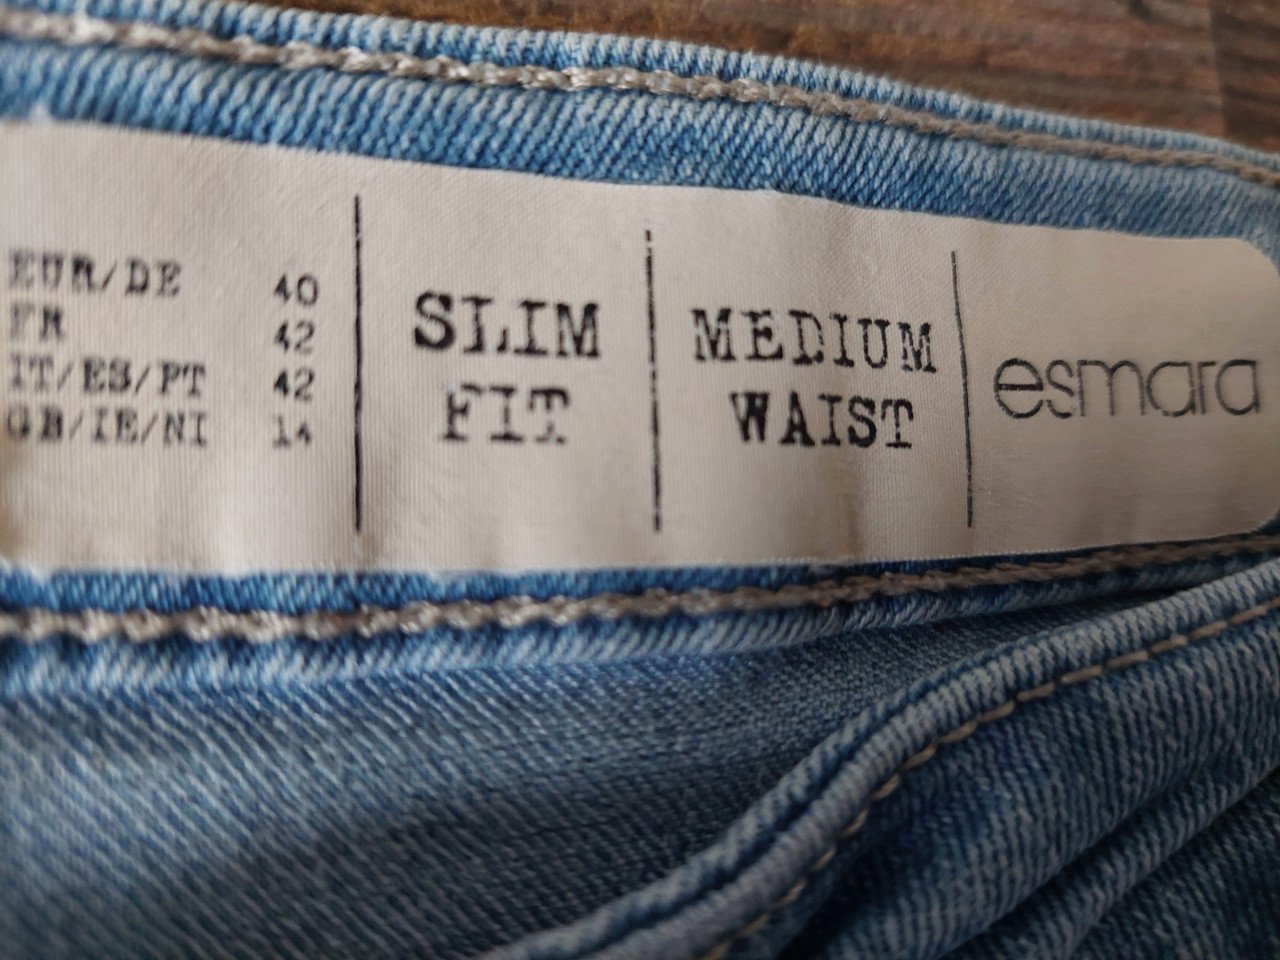 EUR/DE 40
FR 42
IT/ES/PT 42
GB/IE/NI 14
SLIM
FIT
MEDIUM
WAIST
esmara